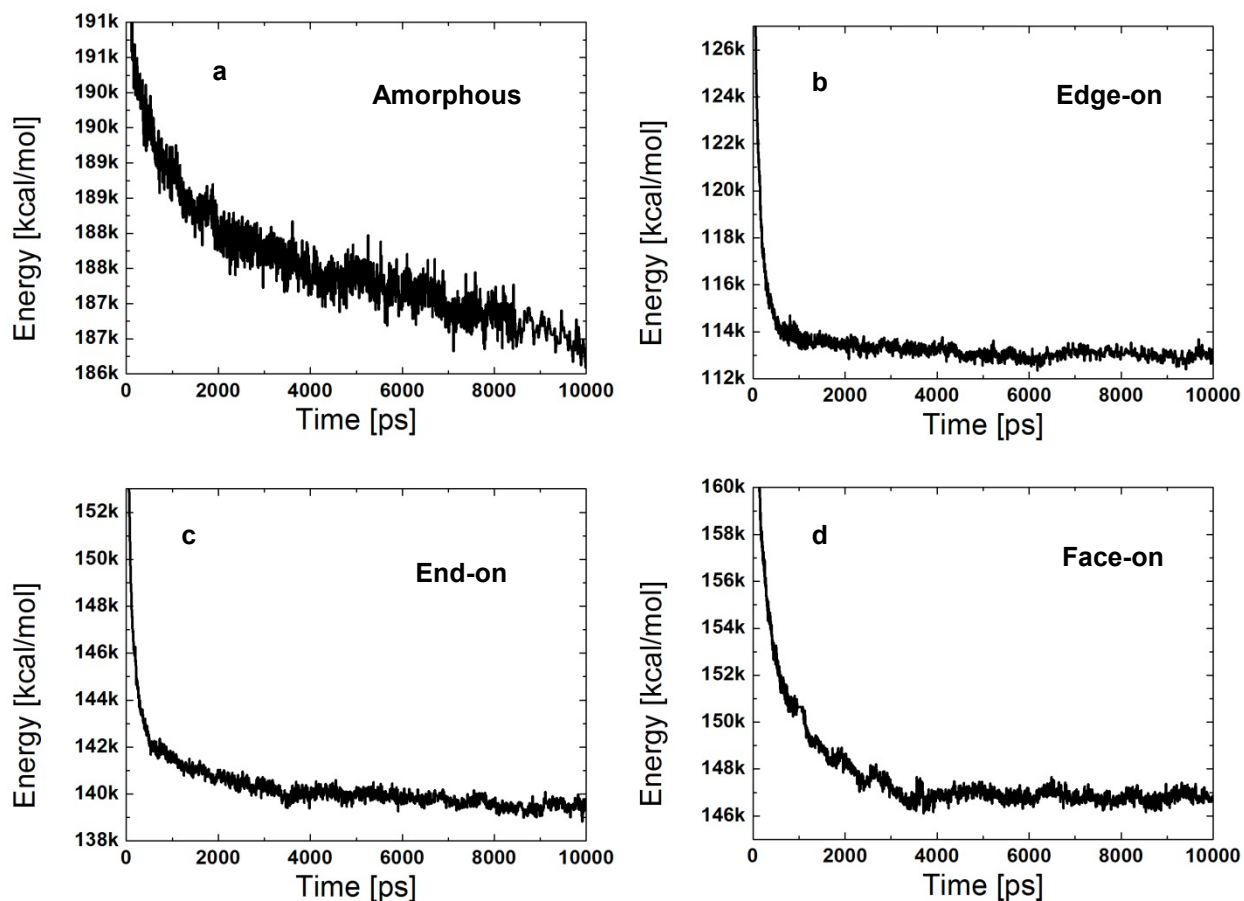 191k
191k
190k
190k
189k
189k
188k
188k
187k
187k
186k
a
Amorphous
Energy [kcal/mol]
0 2000 4000 6000 8000 10000
Time [ps]
126k
124k
122k
120k
118k
116k
114k
112k
b
Edge-on
Energy [kcal/mol]
0 2000 4000 6000 8000 10000
Time [ps]
152k
150k
148k
146k
144k
142k
140k
138k
c
End-on
Energy [kcal/mol]
0 2000 4000 6000 8000 10000
Time [ps]
160k
158k
156k
154k
152k
150k
148k
146k
d
Face-on
Energy [kcal/mol]
0 2000 4000 6000 8000 10000
Time [ps]